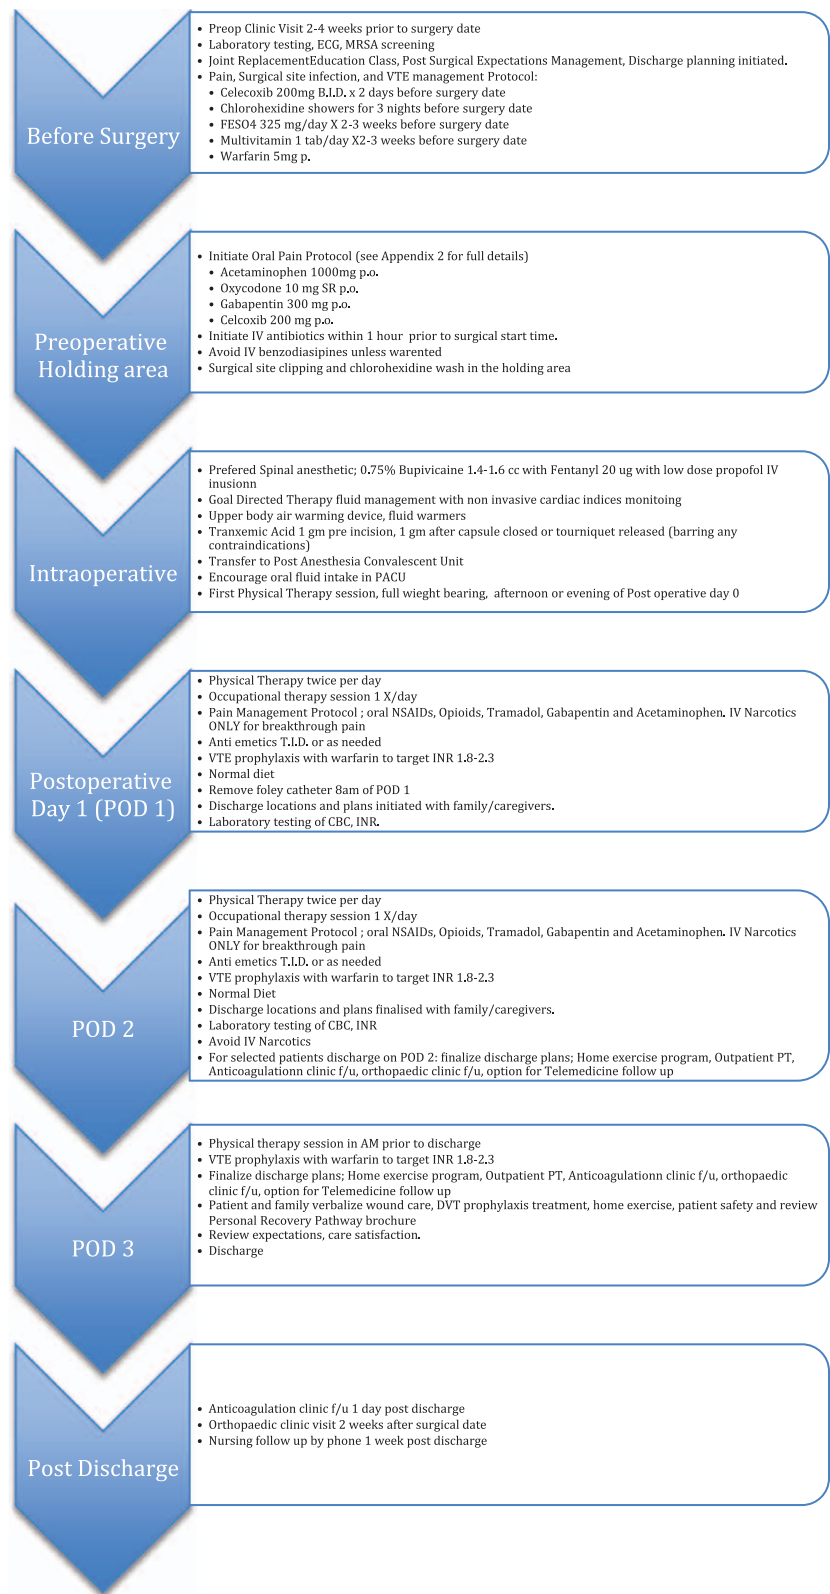 Before Surgery
• Preop Clinic Visit 2-4 weeks prior to surgery date
• Laboratory testing, ECG, MRSA screening
• Joint ReplacementEducation Class, Post Surgical Expectations Management, Discharge planning initiated.
• Pain, Surgical site infection, and VTE management Protocol:
• Celecoxib 200mg B.I.D. x 2 days before surgery date
• Chlorohexidine showers for 3 nights before surgery date
• FESO4 325 mg/day X 2-3 weeks before surgery date
• Multivitamin 1 tab/day X2-3 weeks before surgery date
• Warfarin 5mg p.
Preoperative
Holding area
• Initiate Oral Pain Protocol (see Appendix 2 for full details)
• Acetaminophen 1000mg p.o.
• Oxycodone 10 mg SR p.o.
• Gabapentin 300 mg p.o.
• Celcoxib 200 mg p.o.
• Initiate IV antibiotics within 1 hour prior to surgical start time.
• Avoid IV benzodiasipines unless warented
• Surgical site clipping and chlorohexidine wash in the holding area
Intraoperative
• Prefered Spinal anesthetic; 0.75% Bupivicaine 1.4-1.6 cc with Fentanyl 20 ug with low dose propofol IV
inusionn
• Goal Directed Therapy fluid management with non invasive cardiac indices monitoing
• Upper body air warming device, fluid warmers
• Tranxemic Acid 1 gm pre incision, 1 gm after capsule closed or tourniquet released (barring any
contraindications)
• Transfer to Post Anesthesia Convalescent Unit
• Encourage oral fluid intake in PACU
• First Physical Therapy session, full wieght bearing, afternoon or evening of Post operative day 0
Postoperative
Day 1 (POD 1)
• Physical Therapy twice per day
• Occupational therapy session 1 X/day
• Pain Management Protocol ; oral NSAIDs, Opioids, Tramadol, Gabapentin and Acetaminophen. IV Narcotics
ONLY for breakthrough pain
• Anti emetics T.I.D. or as needed
• VTE prophylaxis with warfarin to target INR 1.8-2.3
• Normal diet
• Remove foley catheter 8am of POD 1
• Discharge locations and plans initiated with family/caregivers.
• Laboratory testing of CBC, INR.
POD 2
• Physical Therapy twice per day
• Occupational therapy session 1 X/day
• Pain Management Protocol ; oral NSAIDs, Opioids, Tramadol, Gabapentin and Acetaminophen. IV Narcotics
ONLY for breakthrough pain
• Anti emetics T.I.D. or as needed
• VTE prophylaxis with warfarin to target INR 1.8-2.3
• Normal Diet
• Discharge locations and plans finalised with family/caregivers.
• Laboratory testing of CBC, INR
• Avoid IV Narcotics
• For selected patients discharge on POD 2: finalize discharge plans; Home exercise program, Outpatient PT,
Anticoagulationn clinic f/u, orthopaedic clinic f/u, option for Telemedicine follow up
POD 3
• Physical therapy session in AM prior to discharge
• VTE prophylaxis with warfarin to target INR 1.8-2.3
• Finalize discharge plans; Home exercise program, Outpatient PT, Anticoagulationn clinic f/u, orthopaedic
clinic f/u, option for Telemedicine follow up
• Patient and family verbalize wound care, DVT prophylaxis treatment, home exercise, patient safety and review
Personal Recovery Pathway brochure
• Review expectations, care satisfaction.
• Discharge
Post Discharge
• Anticoagulation clinic f/u 1 day post discharge
• Orthopaedic clinic visit 2 weeks after surgical date
• Nursing follow up by phone 1 week post discharge